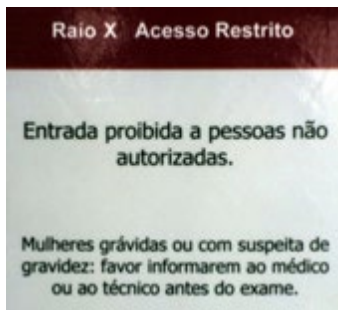 Raio X Acesso Restrito
Entrada proibida a pessoas não
autorizadas.
Mulheres grávidas ou com suspeita de
gravidez: favor informarem ao médico
ou ao técnico antes do exame.